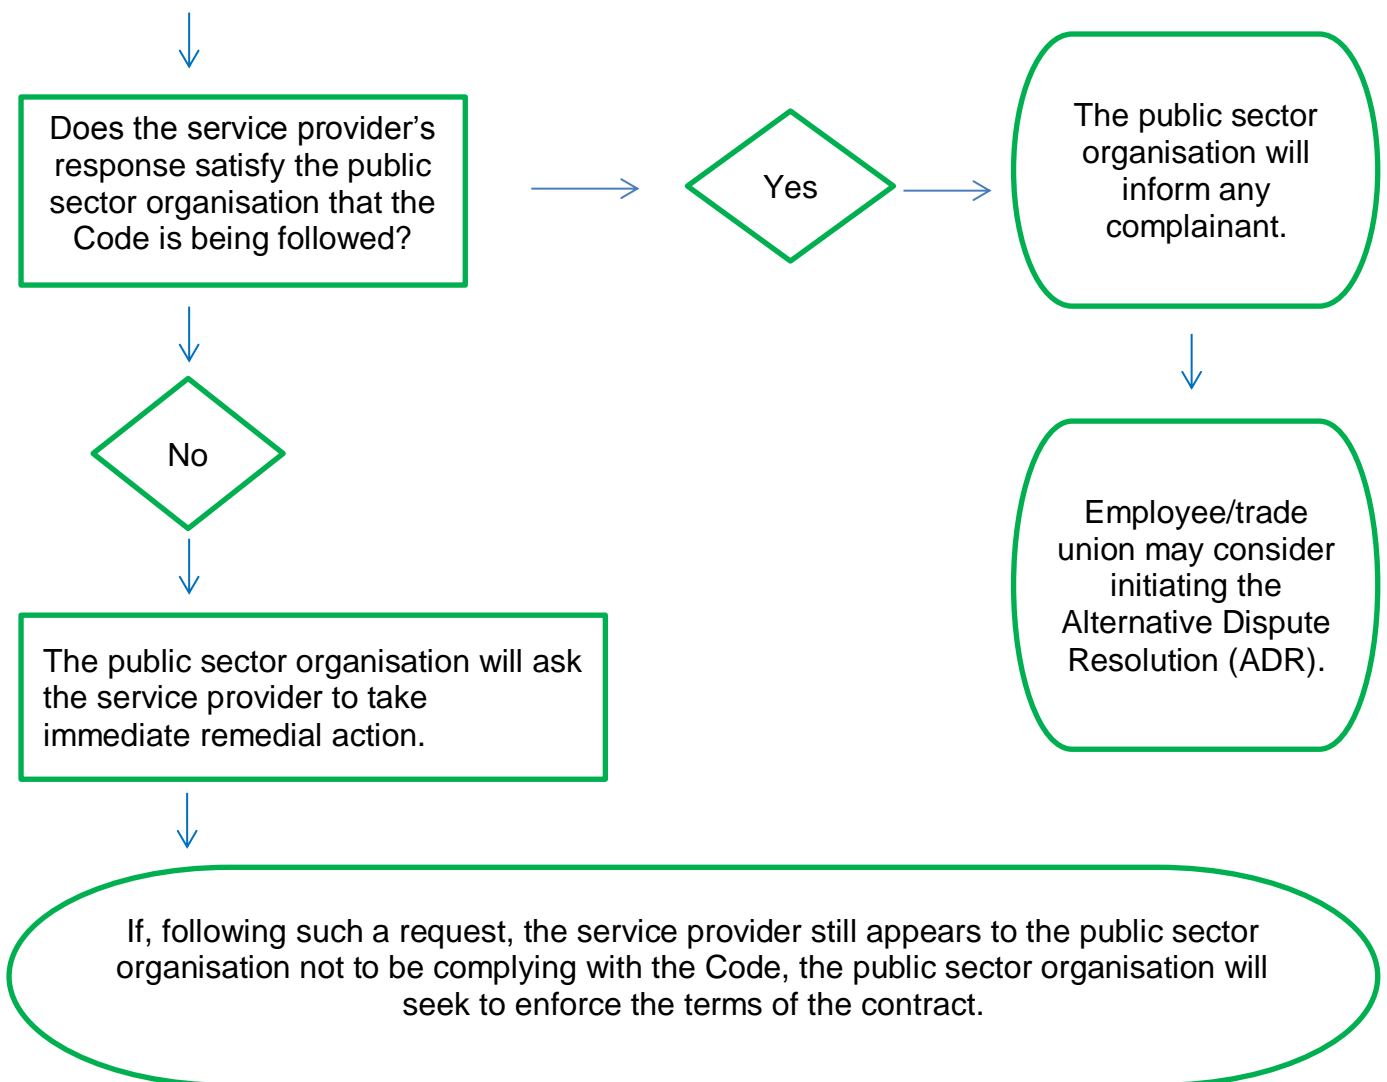 Does the service provider’s
response satisfy the public
sector organisation that the
Code is being followed?
Yes
The public sector
organisation will
inform any
complainant.
No
Employee/trade
union may consider
initiating the
Alternative Dispute
Resolution (ADR).
The public sector organisation will ask
the service provider to take
immediate remedial action.
If, following such a request, the service provider still appears to the public sector
organisation not to be complying with the Code, the public sector organisation will
seek to enforce the terms of the contract.